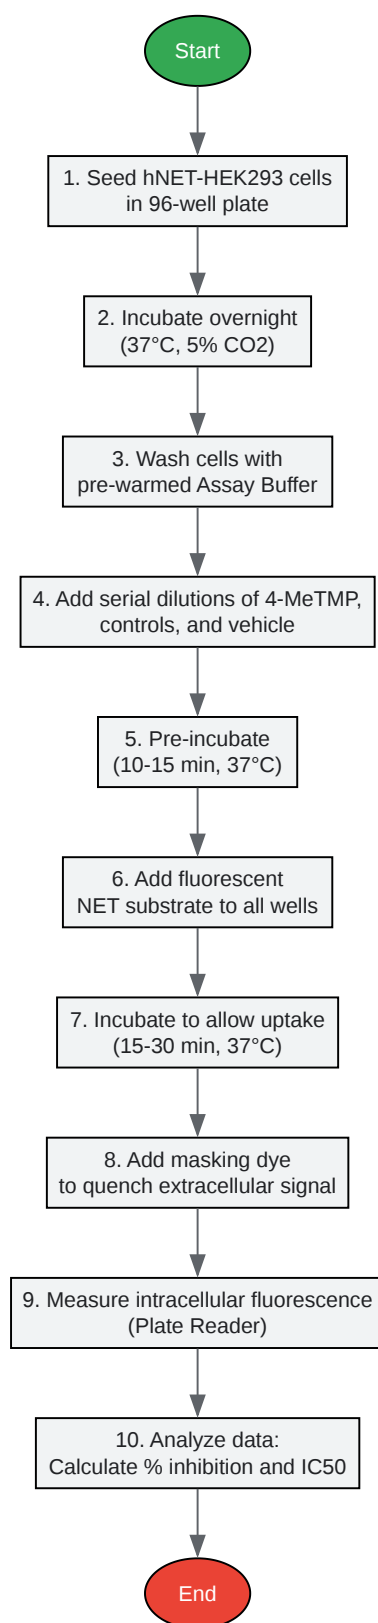 Start
1. Seed hNET-HEK293 cells
in 96-well plate
2. Incubate overnight
(37°C, 5% CO2)
3. Wash cells with
pre-warmed Assay Buffer
4. Add serial dilutions of 4-MeTMP,
controls, and vehicle
5. Pre-incubate
(10-15 min, 37°C)
6. Add fluorescent
NET substrate to all wells
7. Incubate to allow uptake
(15-30 min, 37°C)
8. Add masking dye
to quench extracellular signal
9. Measure intracellular fluorescence
(Plate Reader)
10. Analyze data:
Calculate % inhibition and IC50
End